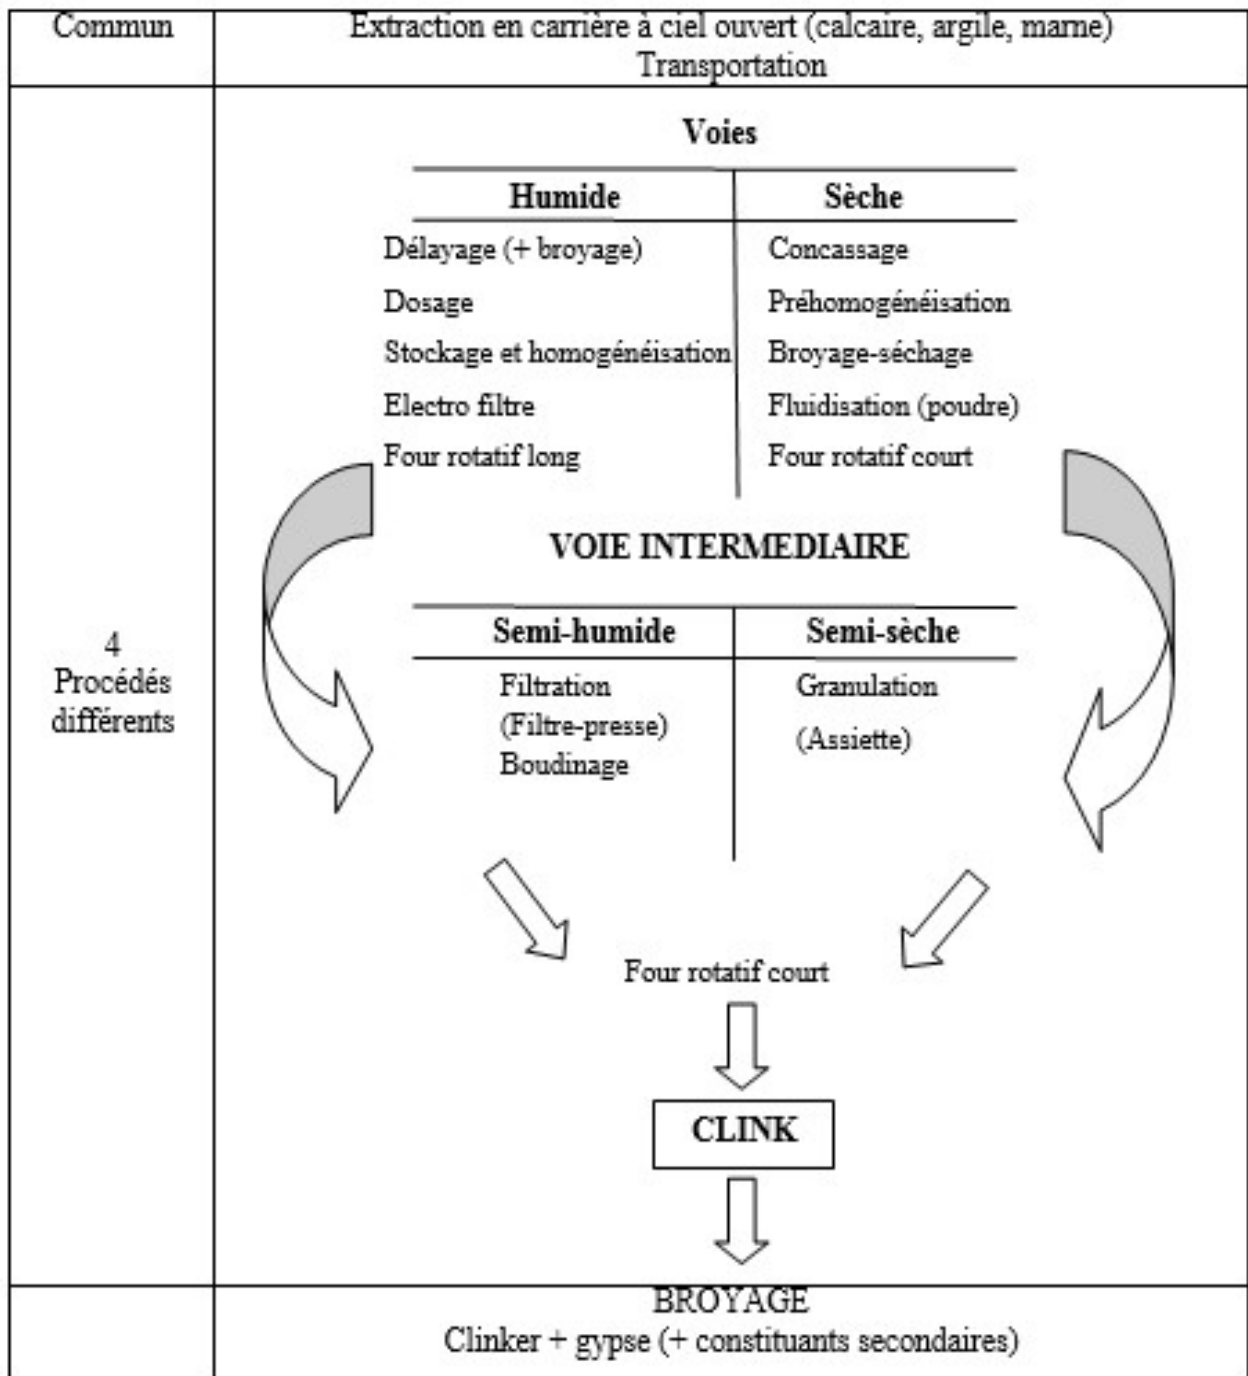 Commun
Extraction en carrière à ciel ouvert (calcaire, argile, marne)
Transportation
4
Procédés
différents
Voies
Humide
Sèche
Délayage (+ broyage)
Concassage
Dosage
Préhomogénéisation
Stockage et homogénéisation
Broyage-séchage
Electro filtre
Fluidisation (poudre)
Four rotatif long
Four rotatif court
VOIE INTERMEDIAIRE
Semi-humide
Semi-sèche
Filtration
Granulation
(Filtre-presse)
(Assiette)
Boudinage
Four rotatif court
CLINK
BROYAGE
Clinker + gypse (+ constituants secondaires)